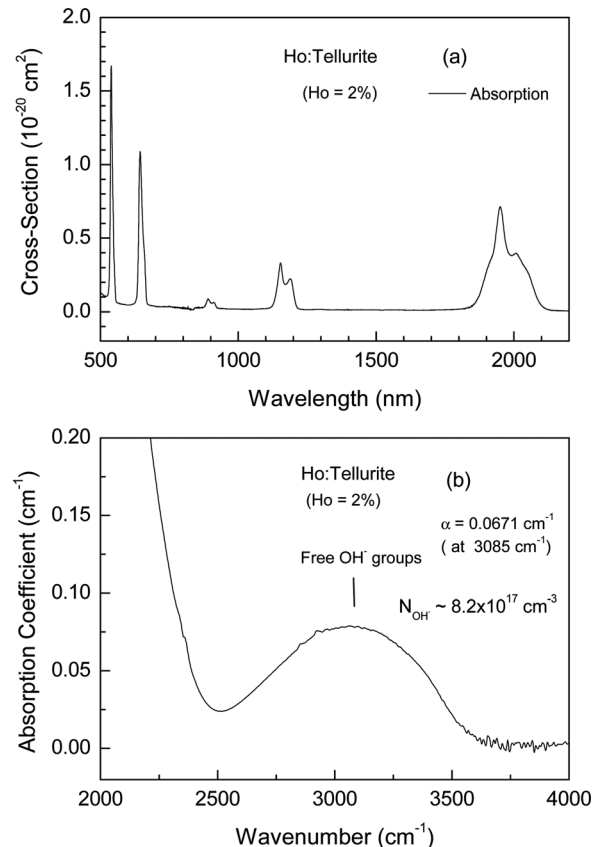 2.0
Ho:Tellurite (a)
(Ho = 2%) Absorption
1.5
1.0
0.5
0.0
Cross-Section (10⁻²⁰ cm²)
500 1000 1500 2000
Wavelength (nm)
0.20
Ho:Tellurite (b)
(Ho = 2%)
α = 0.0671 cm⁻¹
( at 3085 cm⁻¹)
0.15
Free OH⁻ groups
N_OH⁻ ~ 8.2x10¹⁷ cm⁻³
0.10
0.05
0.00
Absorption Coefficient (cm⁻¹)
2000 2500 3000 3500 4000
Wavenumber (cm⁻¹)